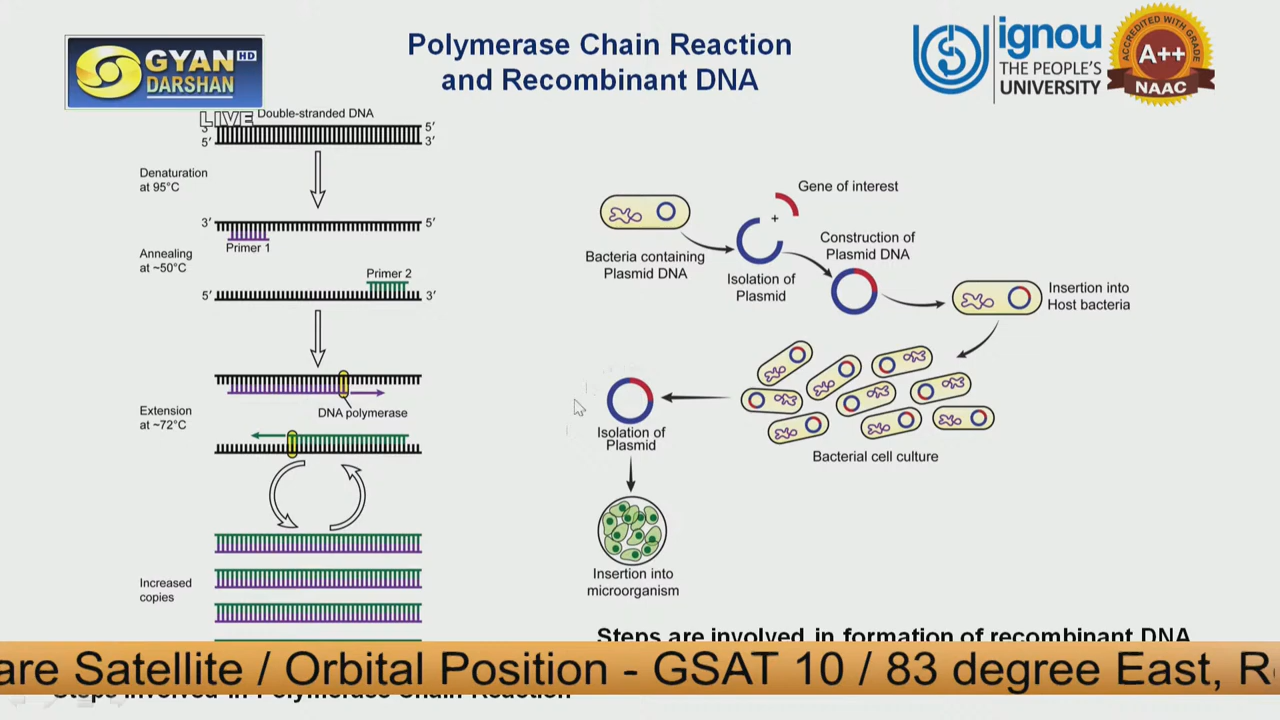 GYAN
HD
DARSHAN
LIVE
Polymerase Chain Reaction
and Recombinant DNA
ignou
THE PEOPLE'S
UNIVERSITY
ACCREDITED WITH GRADE
A++
NAAC
Double-stranded DNA
3′ 5′
5′ 3′
Denaturation
at 95°C
3′ 5′
Primer 1
Annealing
at ~50°C
Primer 2
5′ 3′
Extension
at ~72°C
DNA polymerase
Increased
copies
Bacteria containing
Plasmid DNA
Gene of interest
+
Isolation of
Plasmid
Construction of
Plasmid DNA
Insertion into
Host bacteria
Bacterial cell culture
Isolation of
Plasmid
Insertion into
microorganism
Steps are involved in formation of recombinant DNA
are Satellite / Orbital Position - GSAT 10 / 83 degree East, R
Steps involved in Polymerase Chain Reaction